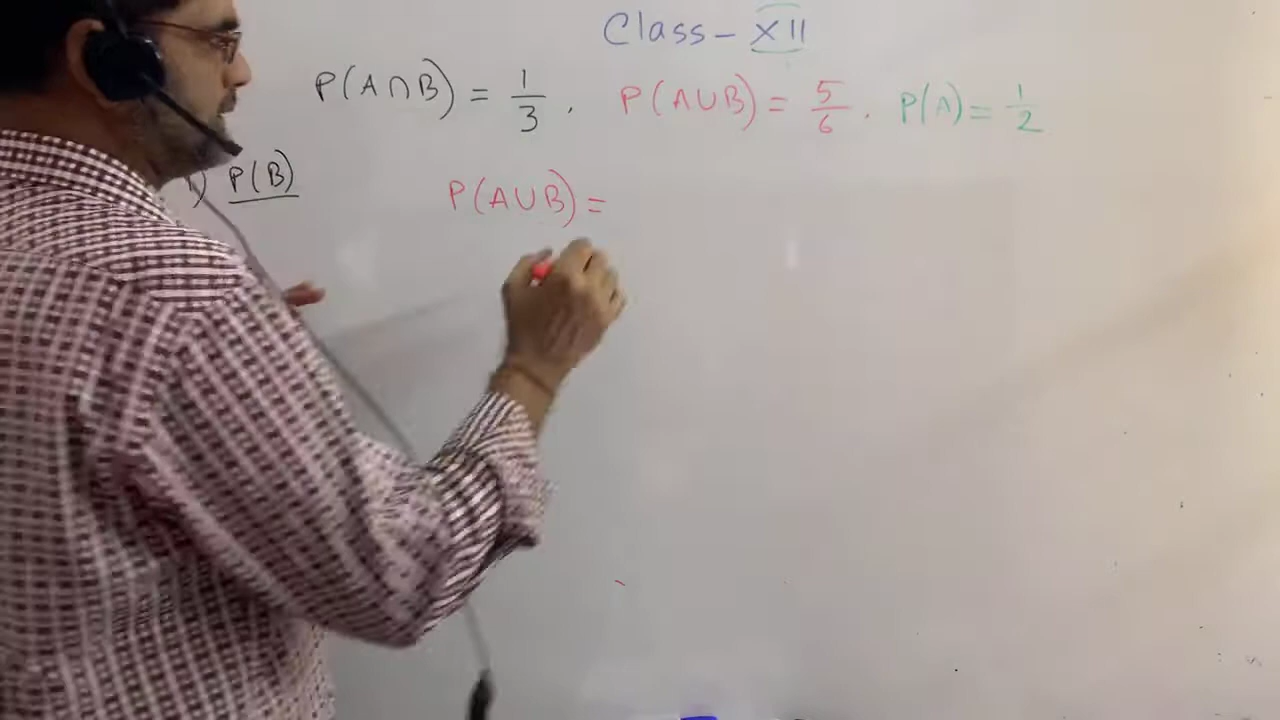 Class – XII
P(A∩B) = 1/3 . P(A∪B) = 5/6 . P(A) = 1/2
) P(B) P(A∪B) =